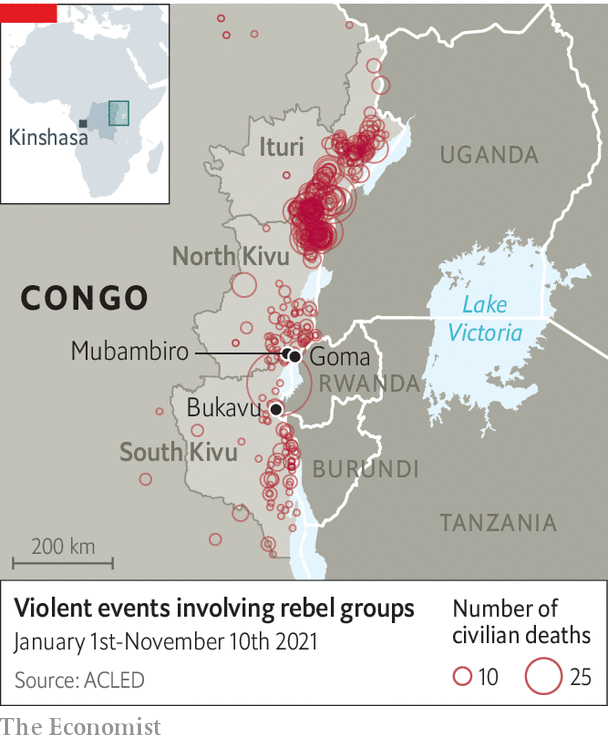 Kinshasa
Ituri
UGANDA
North Kivu
CONGO
Lake
Victoria
Mubambiro
Goma
RWANDA
Bukavu
South Kivu
BURUNDI
TANZANIA
200 km
Violent events involving rebel groups
January 1st-November 10th 2021
Source: ACLED
Number of
civilian deaths
10
25
The Economist